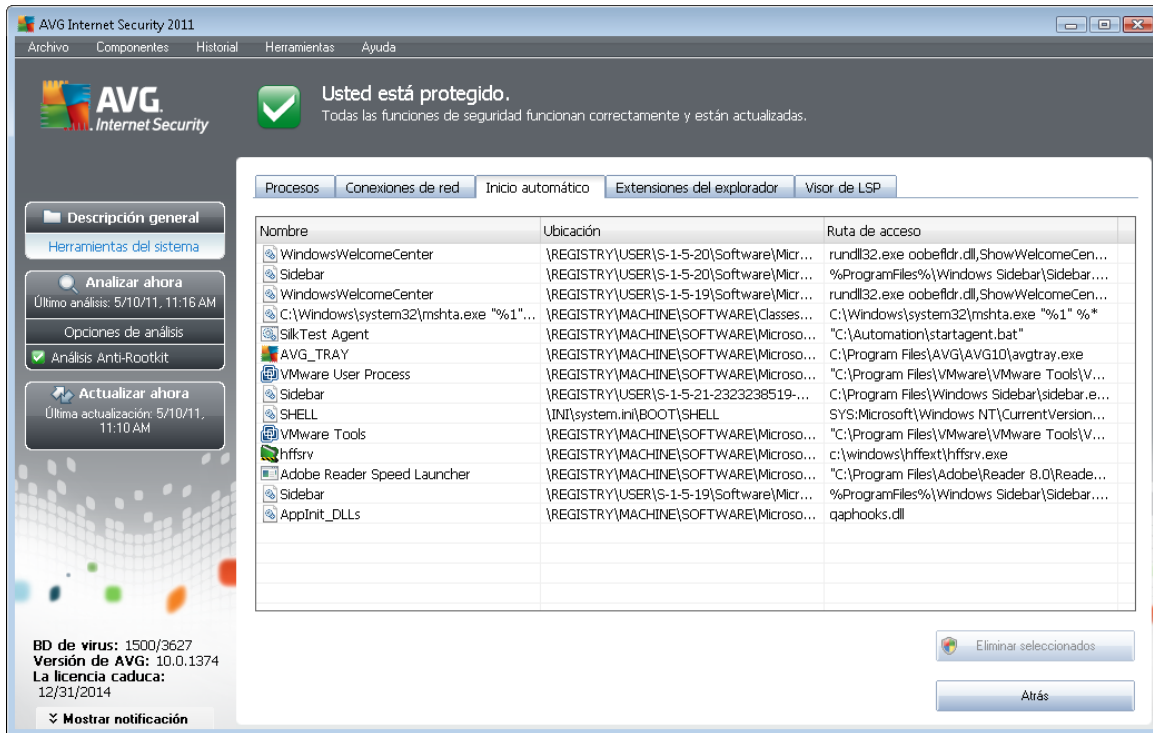 AVG Internet Security 2011
Archivo Componentes Historial Herramientas Ayuda
AVG.
Internet Security
Usted está protegido.
Todas las funciones de seguridad funcionan correctamente y están actualizadas.
Descripción general
Herramientas del sistema
Analizar ahora
Último análisis: 5/10/11, 11:16 AM
Opciones de análisis
Análisis Anti-Rootkit
Actualizar ahora
Última actualización: 5/10/11,
11:10 AM
BD de virus: 1500/3627
Versión de AVG: 10.0.1374
La licencia caduca:
12/31/2014
Mostrar notificación
Procesos Conexiones de red Inicio automático Extensiones del explorador Visor de LSP
Nombre Ubicación Ruta de acceso
WindowsWelcomeCenter \REGISTRY\USER\S-1-5-20\Software\Micr... rundll32.exe oobefldr.dll,ShowWelcomeCen...
Sidebar \REGISTRY\USER\S-1-5-20\Software\Micr... %ProgramFiles%\Windows Sidebar\Sidebar....
WindowsWelcomeCenter \REGISTRY\USER\S-1-5-19\Software\Micr... rundll32.exe oobefldr.dll,ShowWelcomeCen...
C:\Windows\system32\mshta.exe "%1"... \REGISTRY\MACHINE\SOFTWARE\Classes... C:\Windows\system32\mshta.exe "%1" %*
SilkTest Agent \REGISTRY\MACHINE\SOFTWARE\Microso... "C:\Automation\startagent.bat"
AVG_TRAY \REGISTRY\MACHINE\SOFTWARE\Microso... C:\Program Files\AVG\AVG10\avgtray.exe
VMware User Process \REGISTRY\MACHINE\SOFTWARE\Microso... "C:\Program Files\VMware\VMware Tools\V...
Sidebar \REGISTRY\USER\S-1-5-21-2323238519-... C:\Program Files\Windows Sidebar\sidebar.e...
SHELL \INI\system.ini\BOOT\SHELL SYS:Microsoft\Windows NT\CurrentVersion...
VMware Tools \REGISTRY\MACHINE\SOFTWARE\Microso... "C:\Program Files\VMware\VMware Tools\V...
hffsrv \REGISTRY\MACHINE\SOFTWARE\Microso... c:\windows\hffext\hffsrv.exe
Adobe Reader Speed Launcher \REGISTRY\MACHINE\SOFTWARE\Microso... "C:\Program Files\Adobe\Reader 8.0\Reade...
Sidebar \REGISTRY\USER\S-1-5-19\Software\Micr... %ProgramFiles%\Windows Sidebar\Sidebar....
AppInit_DLLs \REGISTRY\MACHINE\SOFTWARE\Microso... qaphooks.dll
Eliminar seleccionados
Atrás